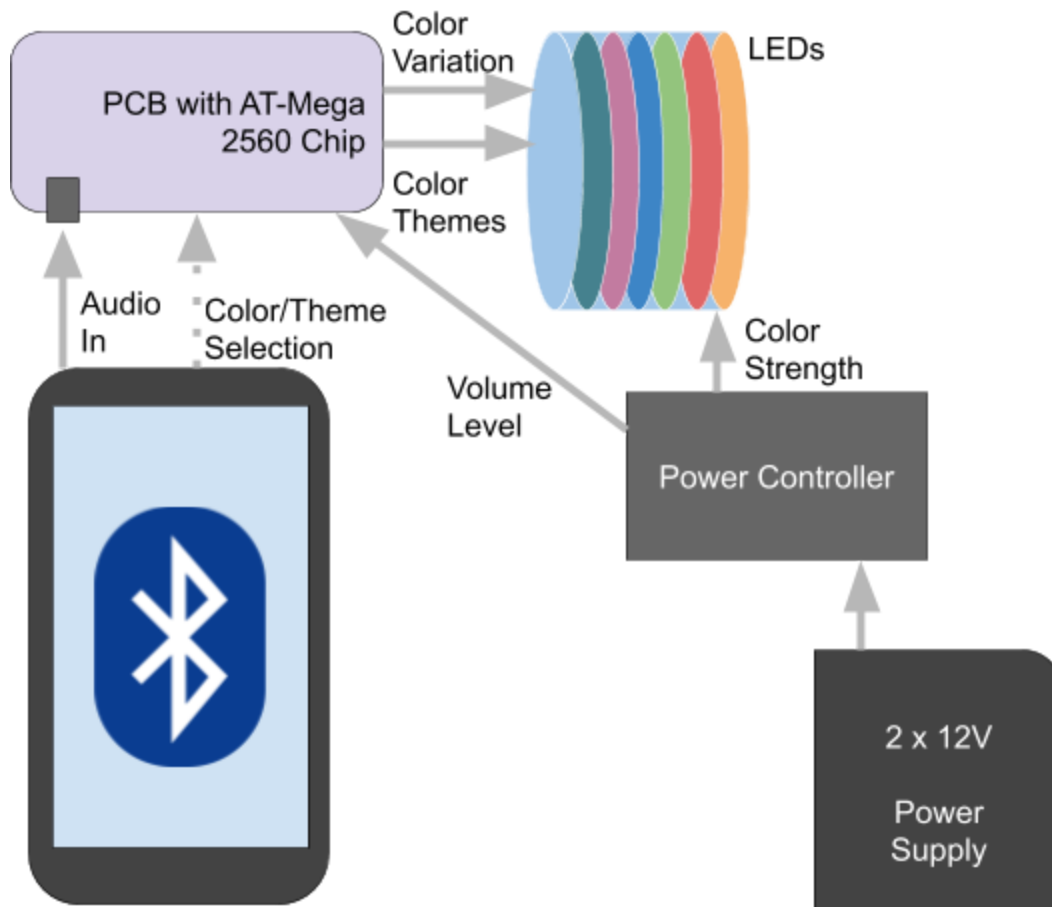 Color
Variation
LEDs
PCB with AT-Mega
2560 Chip
Color
Themes
Audio
In
Color/Theme
Selection
Color
Strength
Volume
Level
Power Controller
2 x 12V
Power
Supply